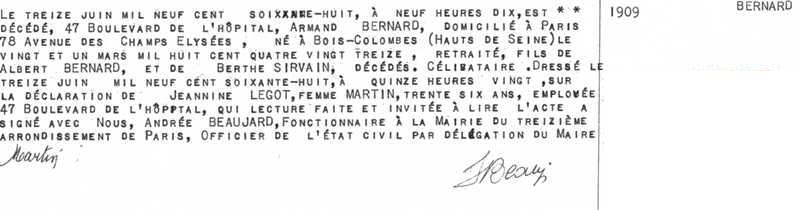 LE TREIZE JUIN MIL NEUF CENT SOIXANTE-HUIT, À NEUF HEURES DIX, EST **
DÉCÉDÉ, 47 BOULEVARD DE L'HÔPITAL, ARMAND BERNARD, DOMICILIÉ À PARIS
78 AVENUE DES CHAMPS ELYSÉES, NÉ À BOIS-COLOMBES (HAUTS DE SEINE) LE
VINGT ET UN MARS MIL HUIT CENT QUATRE VINGT TREIZE, RETRAITÉ, FILS DE
ALBERT BERNARD, ET DE BERTHE SIRVAIN, DÉCÉDÉS. CÉLIBATAIRE. DRESSÉ LE
TREIZE JUIN MIL NEUF CENT SOIXANTE-HUIT, À QUINZE HEURES VINGT, SUR
LA DÉCLARATION DE JEANNINE LEGOT, FEMME MARTIN, TRENTE SIX ANS, EMPLOYÉE
47 BOULEVARD DE L'HÔPITAL, QUI LECTURE FAITE ET INVITÉE À LIRE L'ACTE A
SIGNÉ AVEC NOUS, ANDRÉE BEAUJARD, FONCTIONNAIRE À LA MAIRIE DU TREIZIÈME
ARRONDISSEMENT DE PARIS, OFFICIER DE L'ÉTAT CIVIL PAR DÉLÉGATION DU MAIRE
Martin
1909
BERNARD